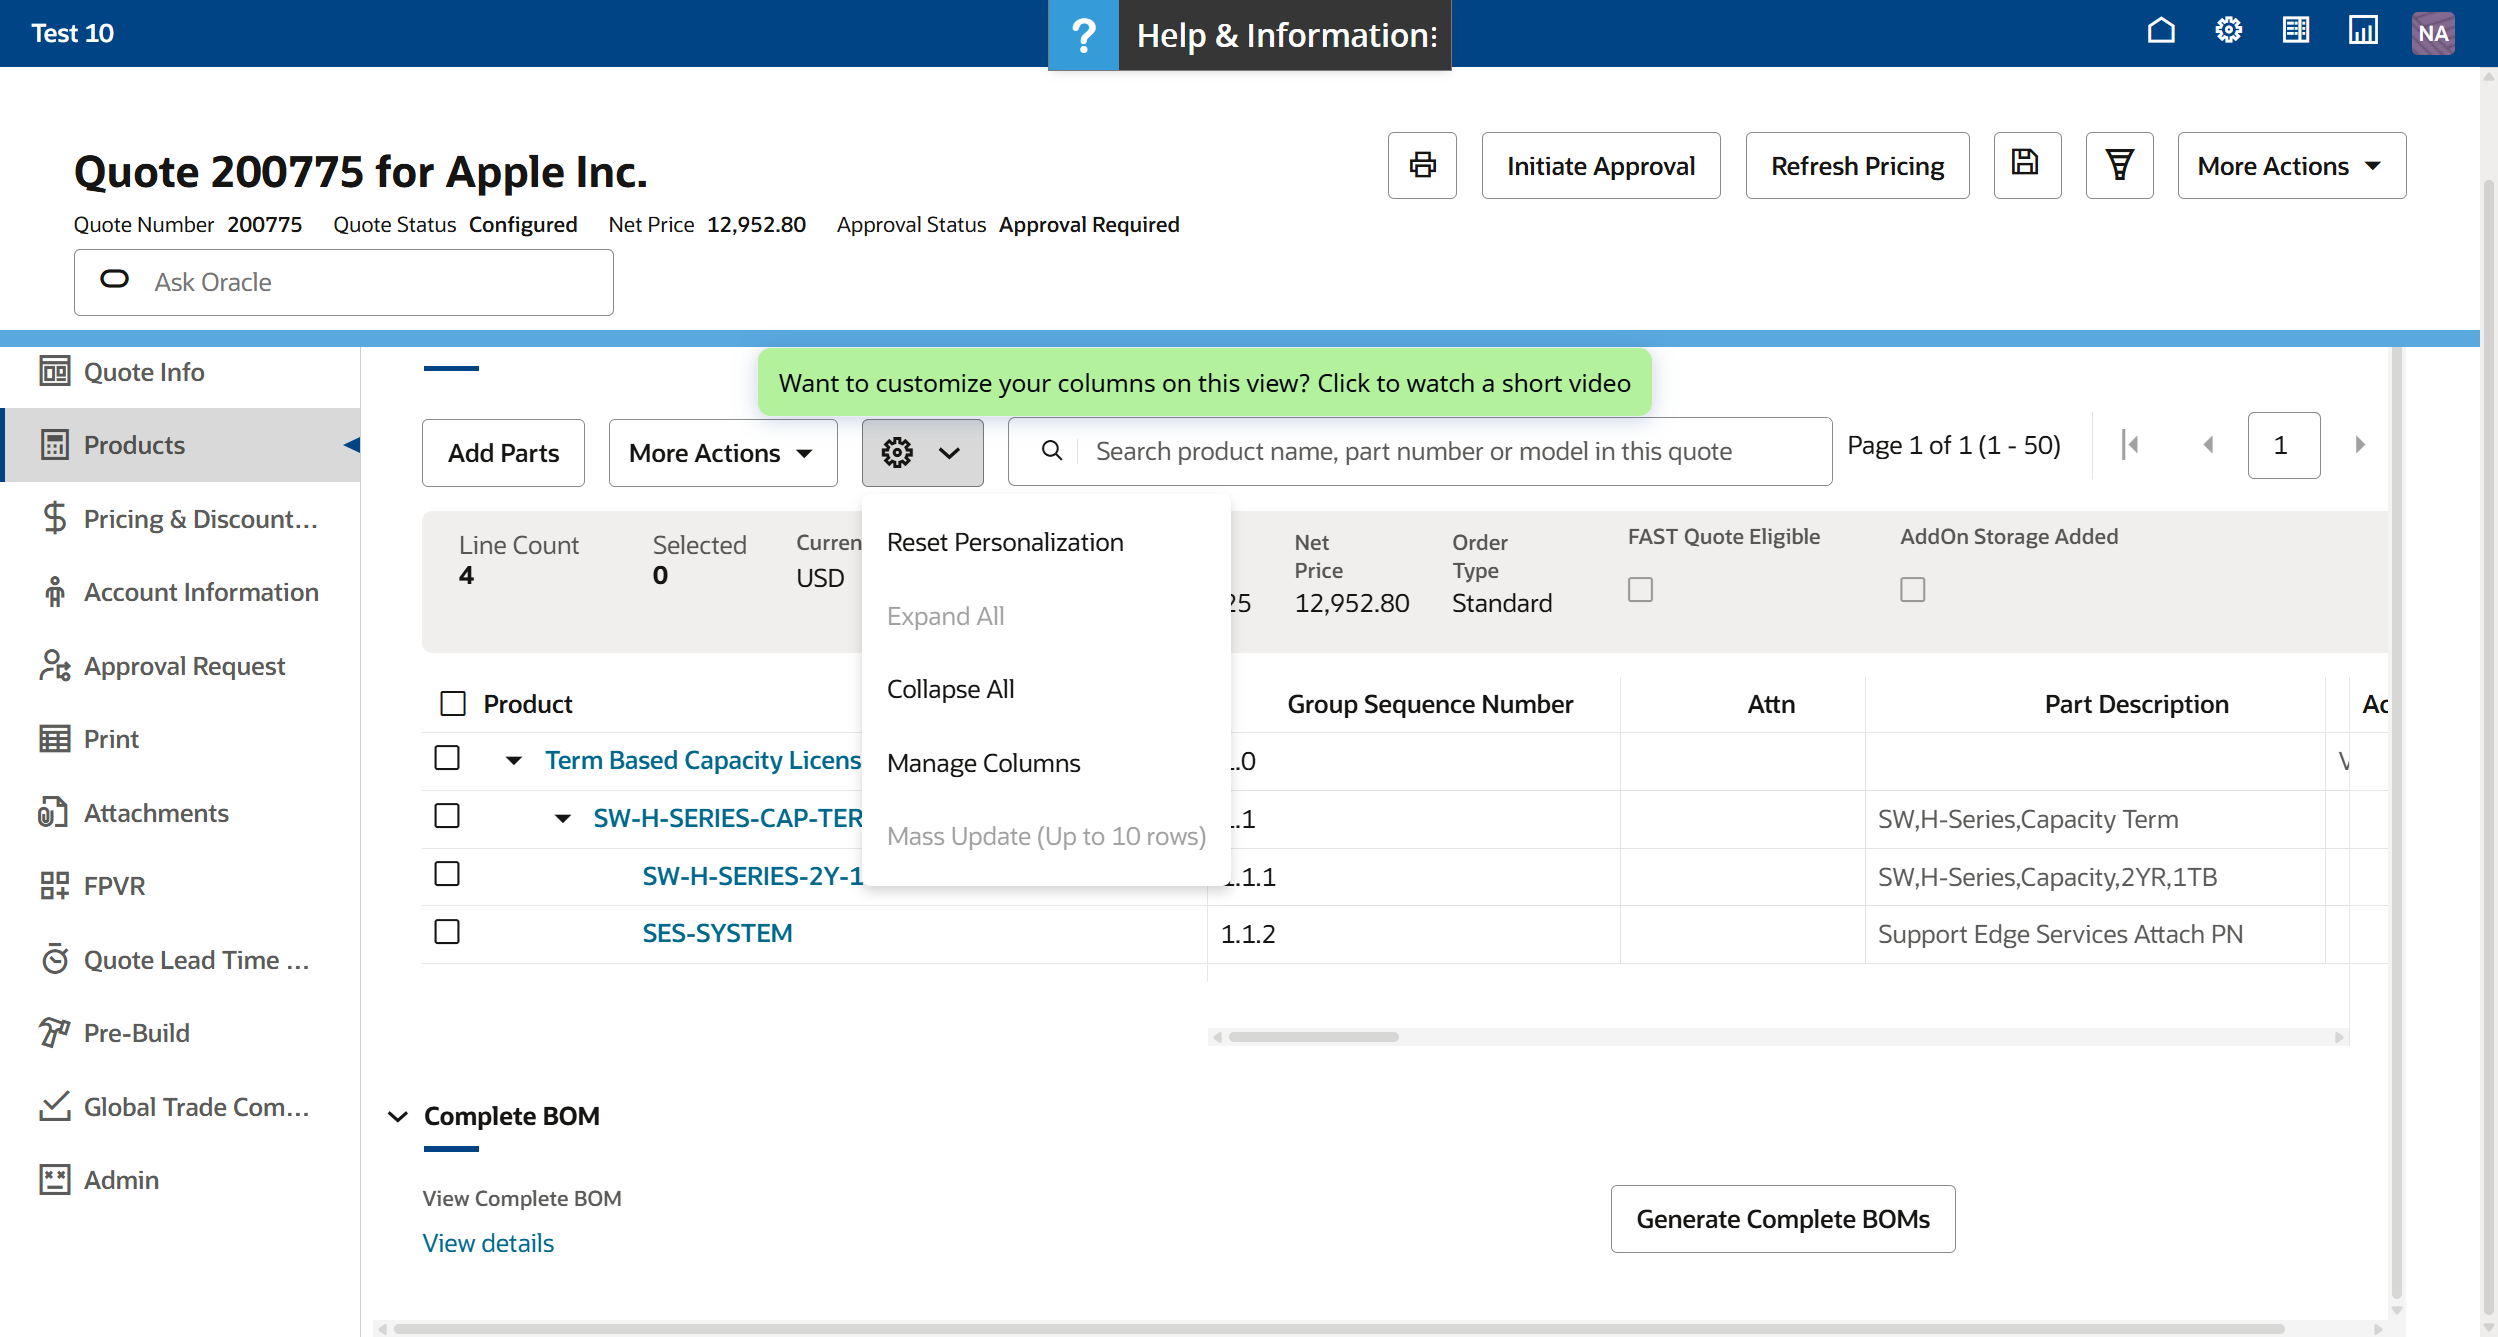 Test 10
? Help & Information:
NA
Quote 200775 for Apple Inc.
Initiate Approval
Refresh Pricing
More Actions
Quote Number 200775 Quote Status Configured Net Price 12,952.80 Approval Status Approval Required
Ask Oracle
Quote Info
Products
Pricing & Discount...
Account Information
Approval Request
Print
Attachments
FPVR
Quote Lead Time ...
Pre-Build
Global Trade Com...
Admin
Want to customize your columns on this view? Click to watch a short video
Add Parts
More Actions
Search product name, part number or model in this quote
Page 1 of 1 (1 - 50)
1
Reset Personalization
Expand All
Collapse All
Manage Columns
Mass Update (Up to 10 rows)
Line Count
4
Selected
0
Curren
USD
25
Net
Price
12,952.80
Order
Type
Standard
FAST Quote Eligible
AddOn Storage Added
Product Group Sequence Number Attn Part Description Ac
Term Based Capacity Licens .0
SW-H-SERIES-CAP-TER .1 SW,H-Series,Capacity Term
SW-H-SERIES-2Y-1 1.1.1 SW,H-Series,Capacity,2YR,1TB
SES-SYSTEM 1.1.2 Support Edge Services Attach PN
Complete BOM
View Complete BOM
View details
Generate Complete BOMs